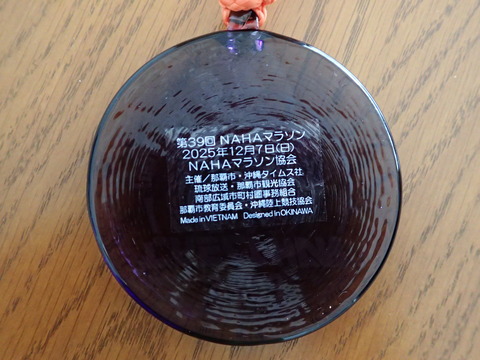 第39回 NAHAマラソン
2025年12月7日(日)
NAHAマラソン協会
主催/那覇市・沖縄タイムス社
琉球放送・那覇市観光協会
南部広域市町村圏事務組合
那覇市教育委員会・沖縄陸上競技協会
Made in VIETNAM Designed in OKINAWA